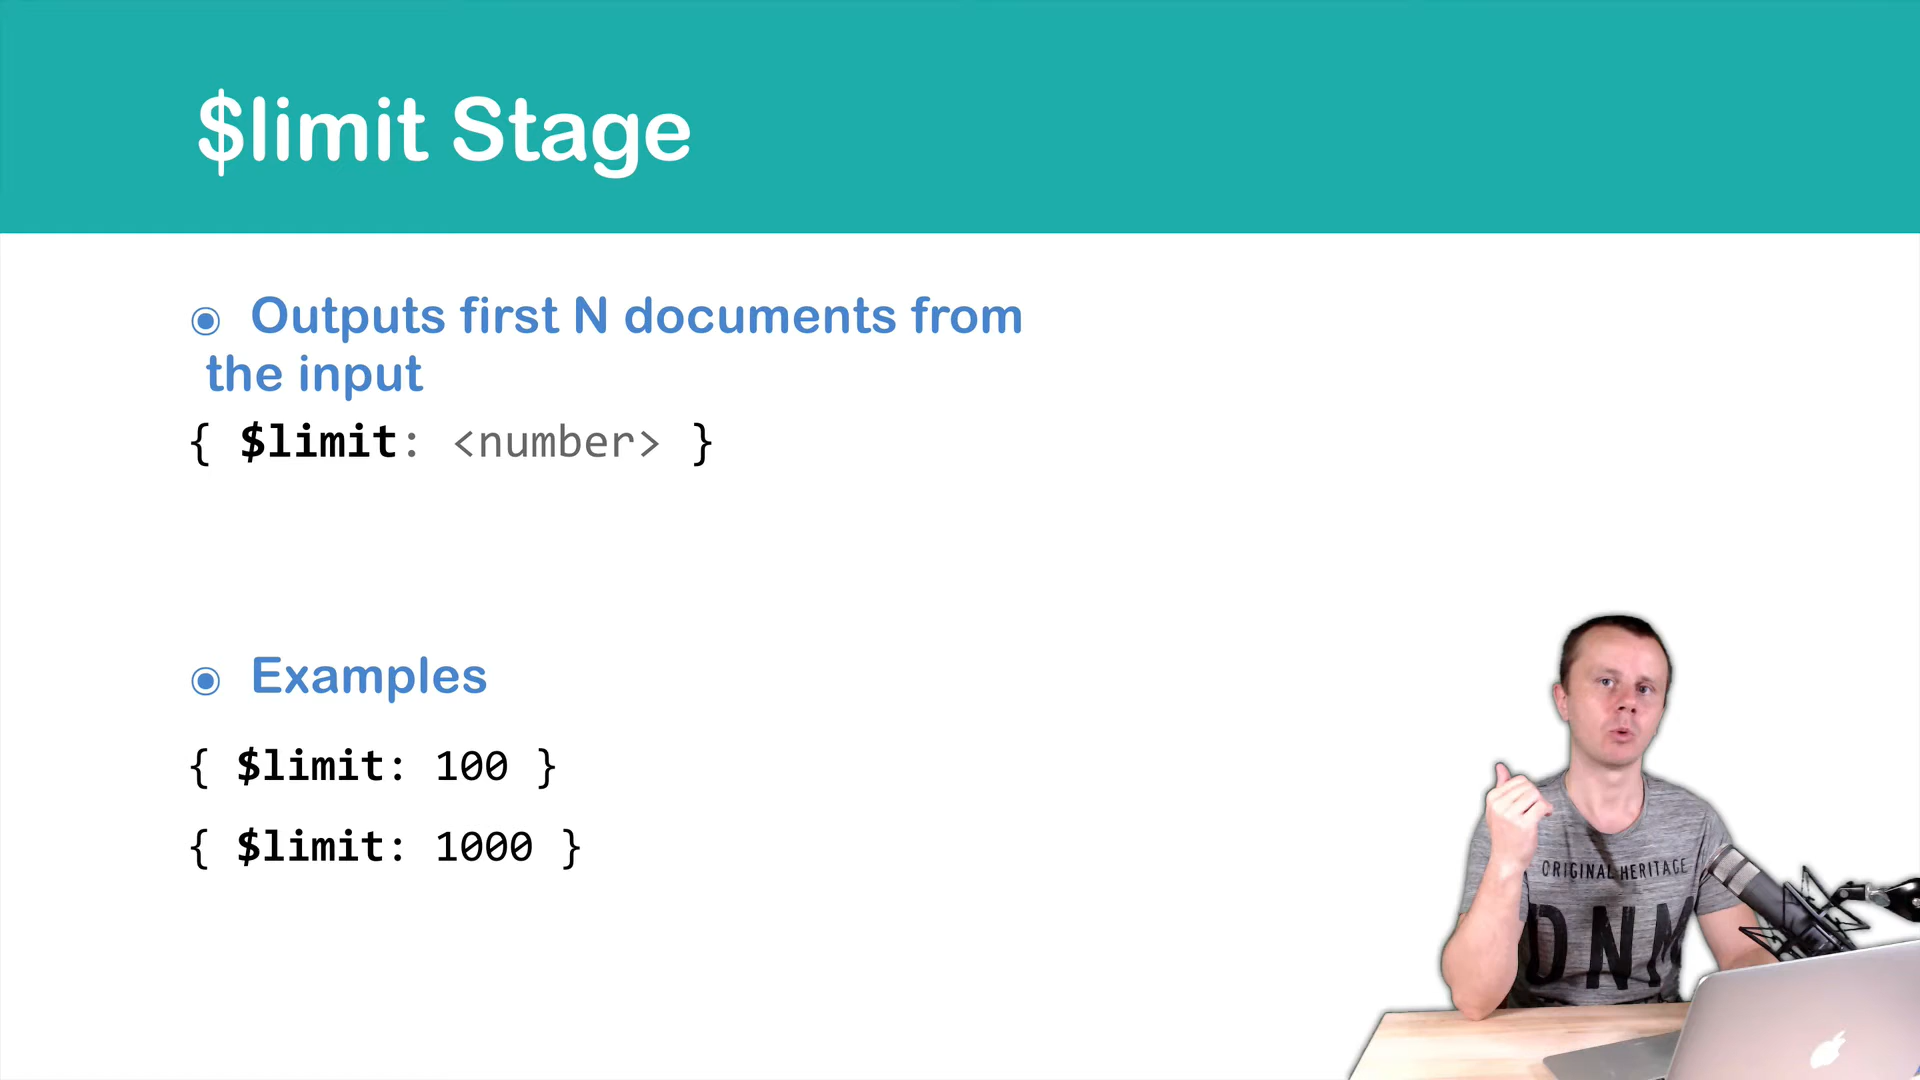 $limit Stage
Outputs first N documents from
the input
{ $limit: <number> }
Examples
{ $limit: 100 }
{ $limit: 1000 }
ORIGINAL HERITAGE
DNM